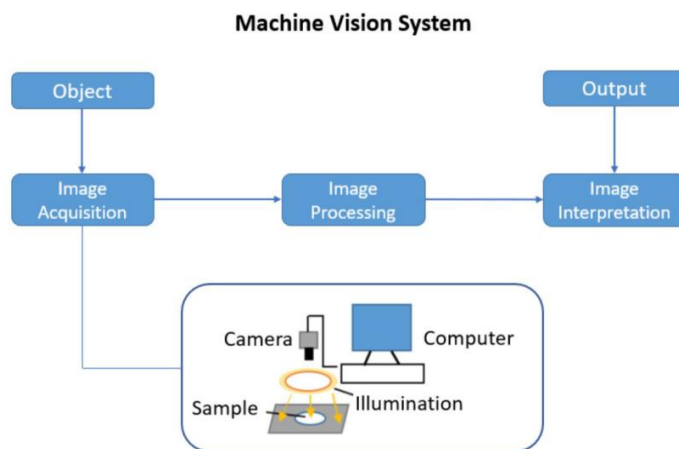 Machine Vision System
Object
Output
Image
Acquisition
Image
Processing
Image
Interpretation
Camera
Computer
Illumination
Sample